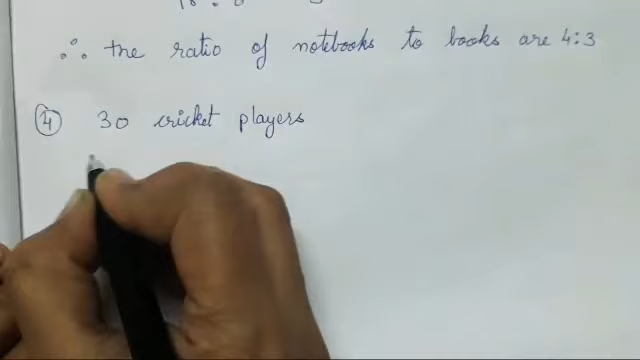 ∴ the ratio of notebooks to books are 4:3
④ 30 cricket players